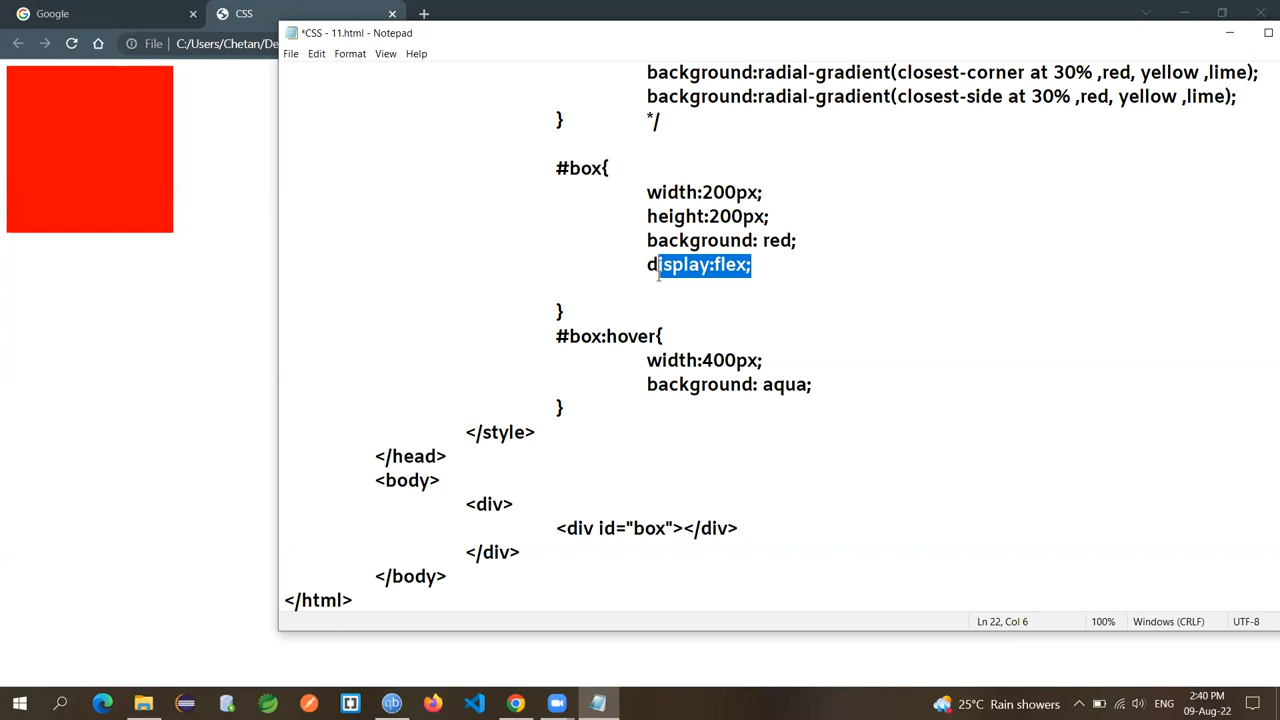 Google
CSS
File
C:/Users/Chetan/De
*CSS - 11.html - Notepad
File Edit Format View Help
background:radial-gradient(closest-corner at 30% ,red, yellow ,lime);
background:radial-gradient(closest-side at 30% ,red, yellow ,lime);
} */
#box{
width:200px;
height:200px;
background: red;
display:flex;
}
#box:hover{
width:400px;
background: aqua;
}
</style>
</head>
<body>
<div>
<div id="box"></div>
</div>
</body>
</html>
Ln 22, Col 6 100% Windows (CRLF) UTF-8
25°C Rain showers ENG 2:40 PM
09-Aug-22